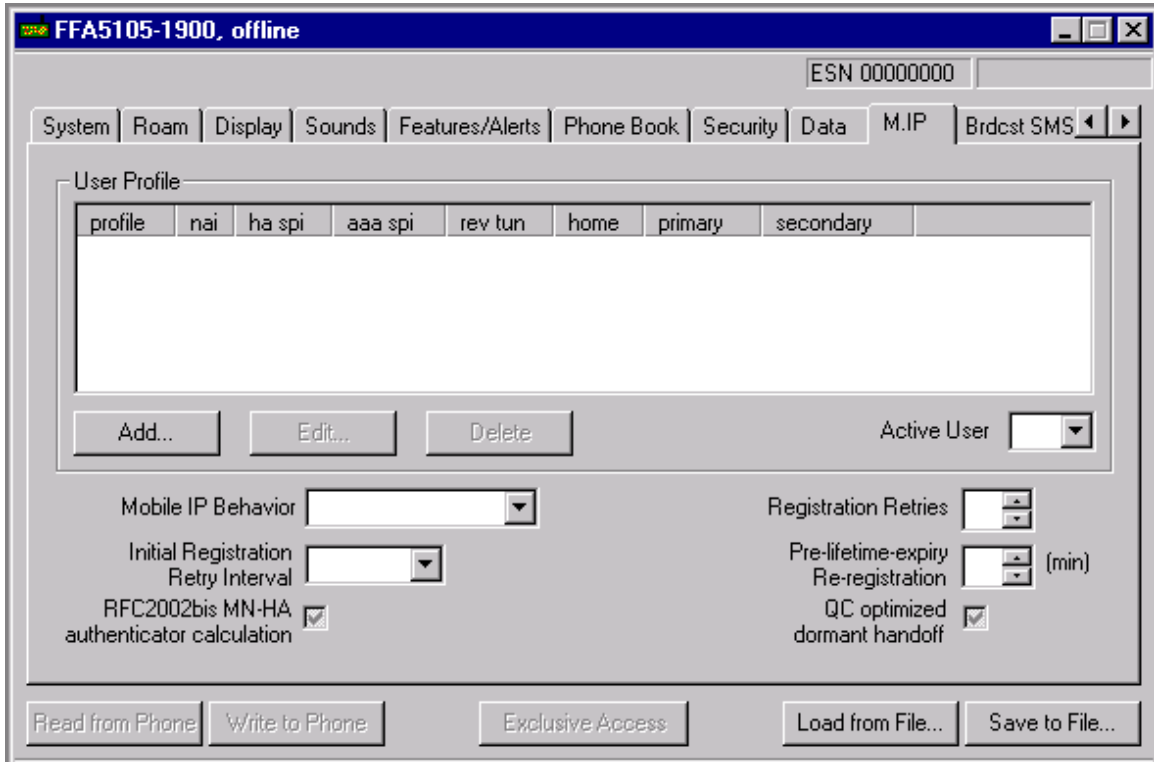 FFA5105-1900, offline
ESN 00000000
System Roam Display Sounds Features/Alerts Phone Book Security Data M.IP Brdcst SMS
User Profile
profile nai ha spi aaa spi rev tun home primary secondary
Add... Edit... Delete Active User
Mobile IP Behavior Registration Retries
Initial Registration Pre-lifetime-expiry
Retry Interval Re-registration (min)
RFC2002bis MN-HA QC optimized
authenticator calculation dormant handoff
Read from Phone Write to Phone Exclusive Access Load from File... Save to File...